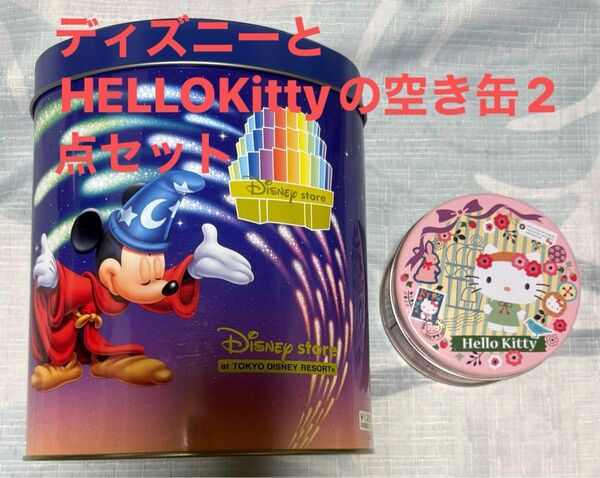 ディズニーと
HELLOKittyの空き缶2
点セット
Disney store
Disney store
at TOKYO DISNEY RESORT®
Hello Kitty